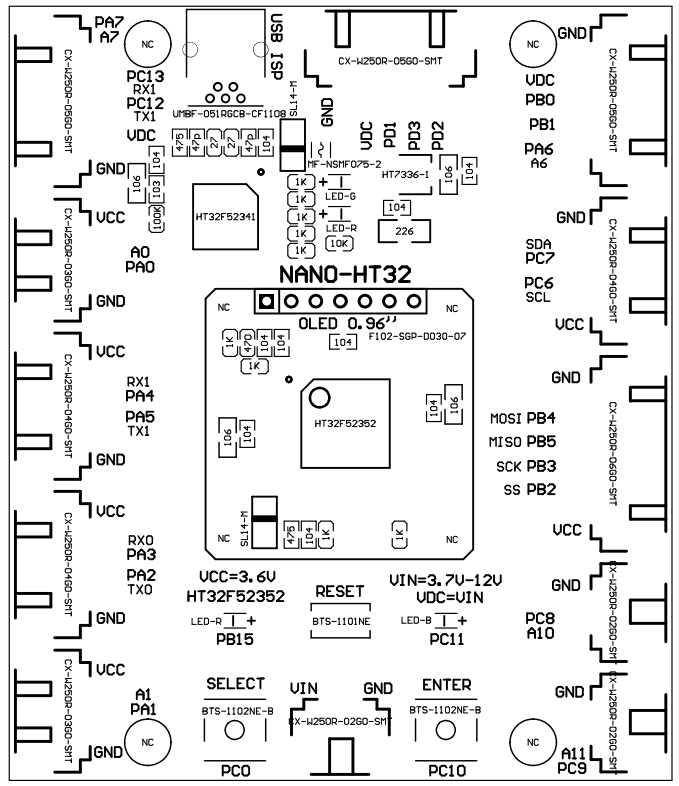 PA7
A7
NC
USB ISP
CX-W250R-05G0-SMT
NC
GND
CX-W250R-05G0-SMT
CX-W250R-05G0-SMT
PC13
RX1
PC12
TX1
VDC
UMBF-051RGCB-CF1108
SL14-M
GND
VDC
PD1
PD3
PD2
VDC
PB0
PB1
PA6
A6
475
47p
27
27
47p
104
MF-NSMF075-2
HT7336-1
106
104
GND
106
104
103
100K
HT32F52341
1K
1K
1K
1K
1K
LED-G
LED-R
10K
104
226
VCC
A0
PA0
GND
CX-W250R-03G0-SMT
GND
SDA
PC7
PC6
SCL
VCC
CX-W250R-04G0-SMT
NANO-HT32
NC
NC
OLED 0.96''
F102-SGP-D030-07
1K
470
104
104
1K
104
HT32F52352
106
104
104
106
VCC
RX1
PA4
PA5
TX1
GND
CX-W250R-04G0-SMT
GND
MOSI PB4
MISO PB5
SCK PB3
SS PB2
VCC
CX-W250R-06G0-SMT
SL14-M
475
104
1K
1K
NC
NC
VCC
RX0
PA3
PA2
TX0
GND
CX-W250R-04G0-SMT
VCC=3.6V
HT32F52352
LED-R
PB15
RESET
BTS-1101NE
VIN=3.7V-12V
VDC=VIN
LED-B
PC11
GND
PC8
A10
CX-W250R-02G0-SMT
VCC
A1
PA1
GND
CX-W250R-03G0-SMT
NC
SELECT
BTS-1102NE-B
PC0
VIN
GND
CX-W250R-02G0-SMT
ENTER
BTS-1102NE-B
PC10
GND
NC
A11
PC9
CX-W250R-02G0-SMT